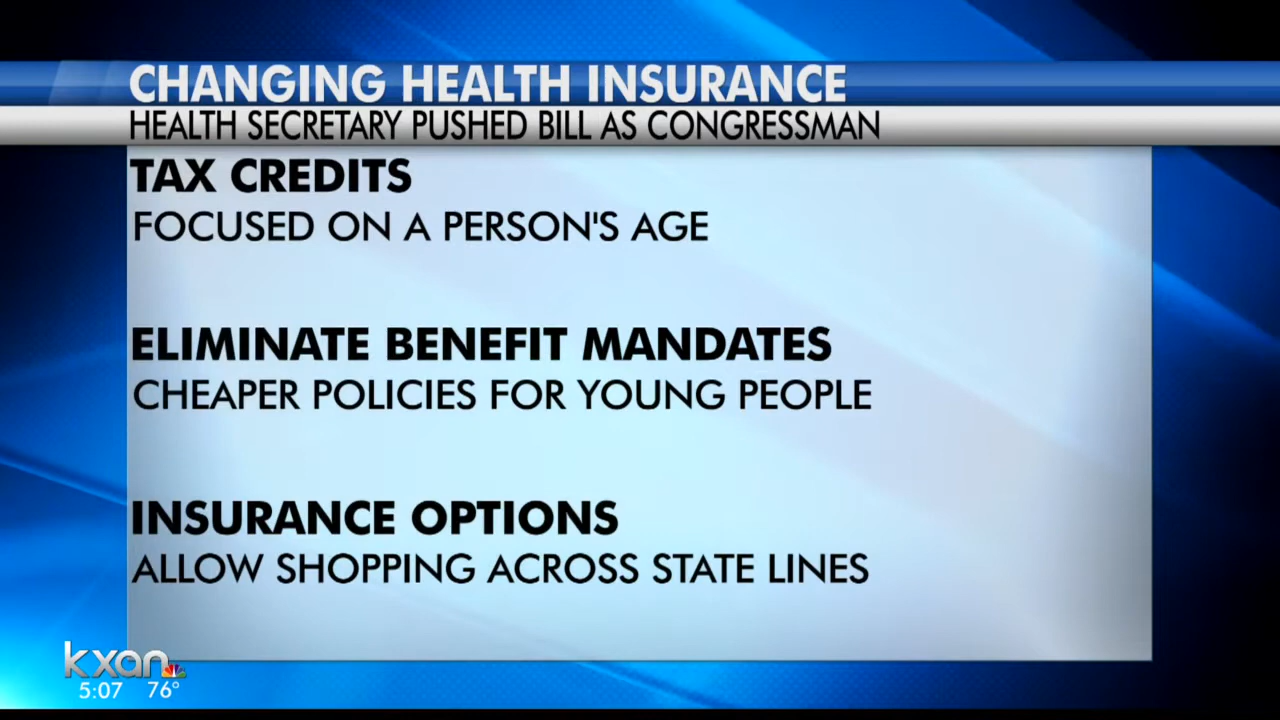 CHANGING HEALTH INSURANCE
HEALTH SECRETARY PUSHED BILL AS CONGRESSMAN
TAX CREDITS
FOCUSED ON A PERSON'S AGE
ELIMINATE BENEFIT MANDATES
CHEAPER POLICIES FOR YOUNG PEOPLE
INSURANCE OPTIONS
ALLOW SHOPPING ACROSS STATE LINES
kxan
5:07 76°